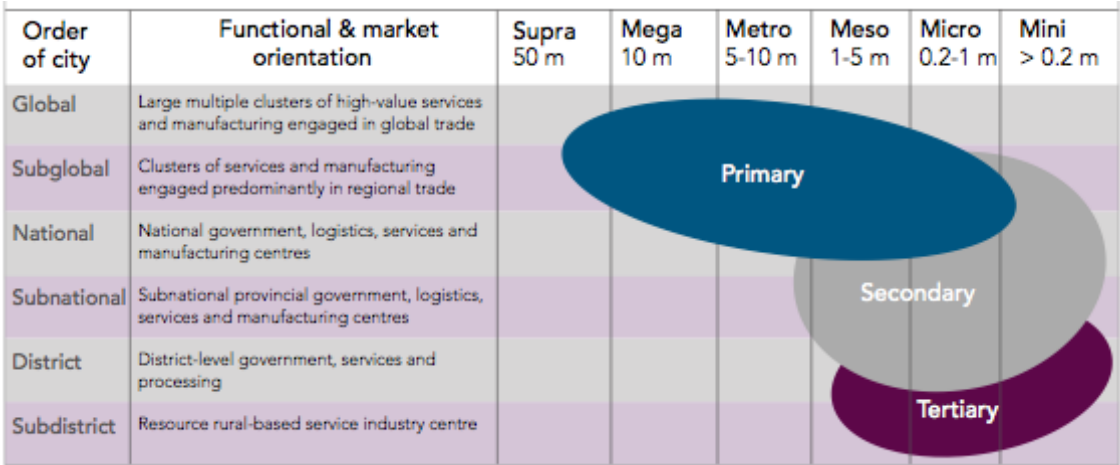 Order
of city
Functional & market
orientation
Supra
50 m
Mega
10 m
Metro
5-10 m
Meso
1-5 m
Micro
0.2-1 m
Mini
> 0.2 m
Global
Large multiple clusters of high-value services
and manufacturing engaged in global trade
Subglobal
Clusters of services and manufacturing
engaged predominantly in regional trade
Primary
National
National government, logistics, services and
manufacturing centres
Subnational
Subnational provincial government, logistics,
services and manufacturing centres
Secondary
District
District-level government, services and
processing
Subdistrict
Resource rural-based service industry centre
Tertiary